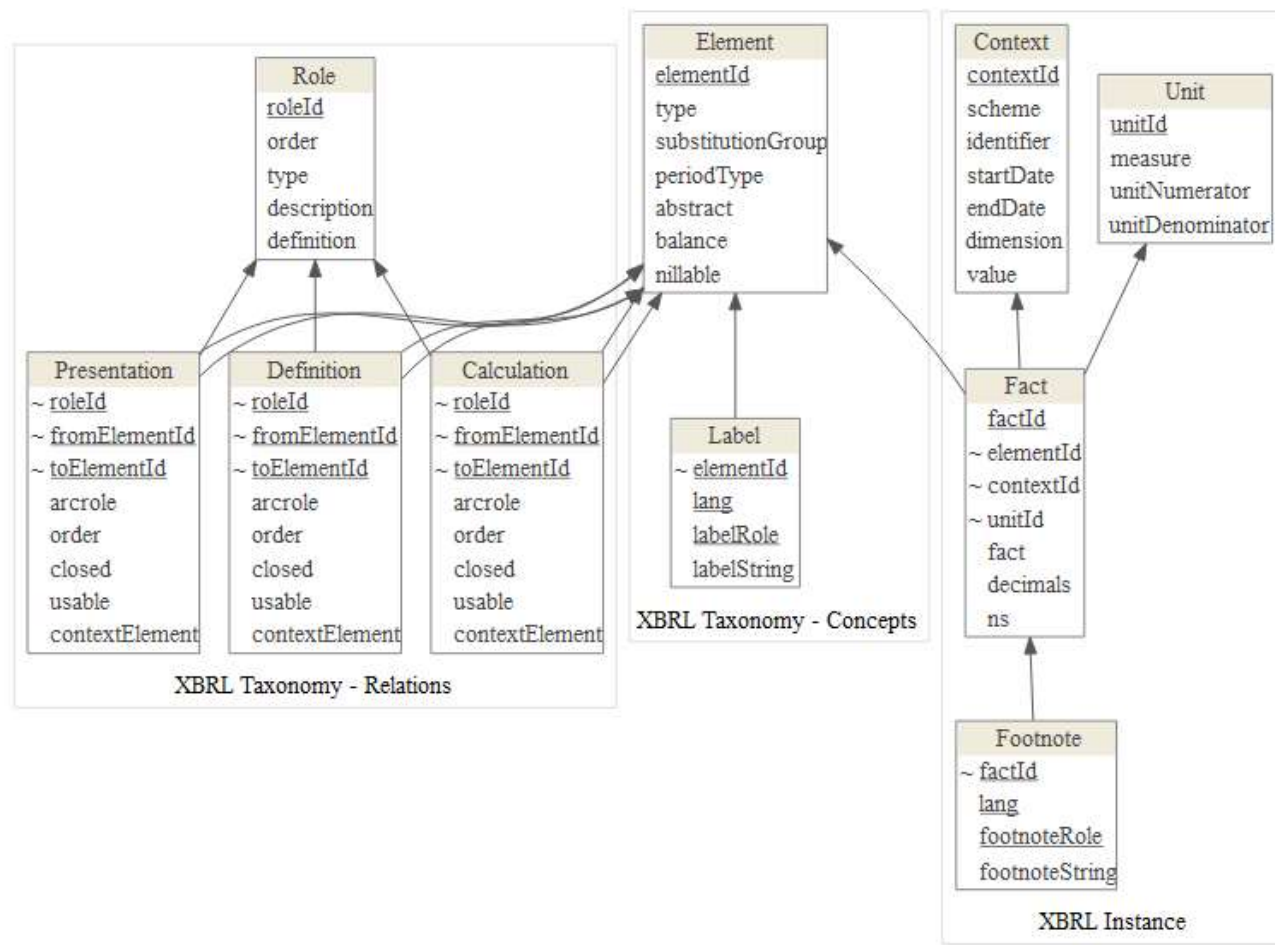 Role
roleId
order
type
description
definition
Presentation
~ roleId
~ fromElementId
~ toElementId
arcrole
order
closed
usable
contextElement
Definition
~ roleId
~ fromElementId
~ toElementId
arcrole
order
closed
usable
contextElement
Calculation
~ roleId
~ fromElementId
~ toElementId
arcrole
order
closed
usable
contextElement
XBRL Taxonomy - Relations
Element
elementId
type
substitutionGroup
periodType
abstract
balance
nillable
Label
~ elementId
lang
labelRole
labelString
XBRL Taxonomy - Concepts
Context
contextId
scheme
identifier
startDate
endDate
dimension
value
Unit
unitId
measure
unitNumerator
unitDenominator
Fact
factId
~ elementId
~ contextId
~ unitId
fact
decimals
ns
Footnote
~ factId
lang
footnoteRole
footnoteString
XBRL Instance